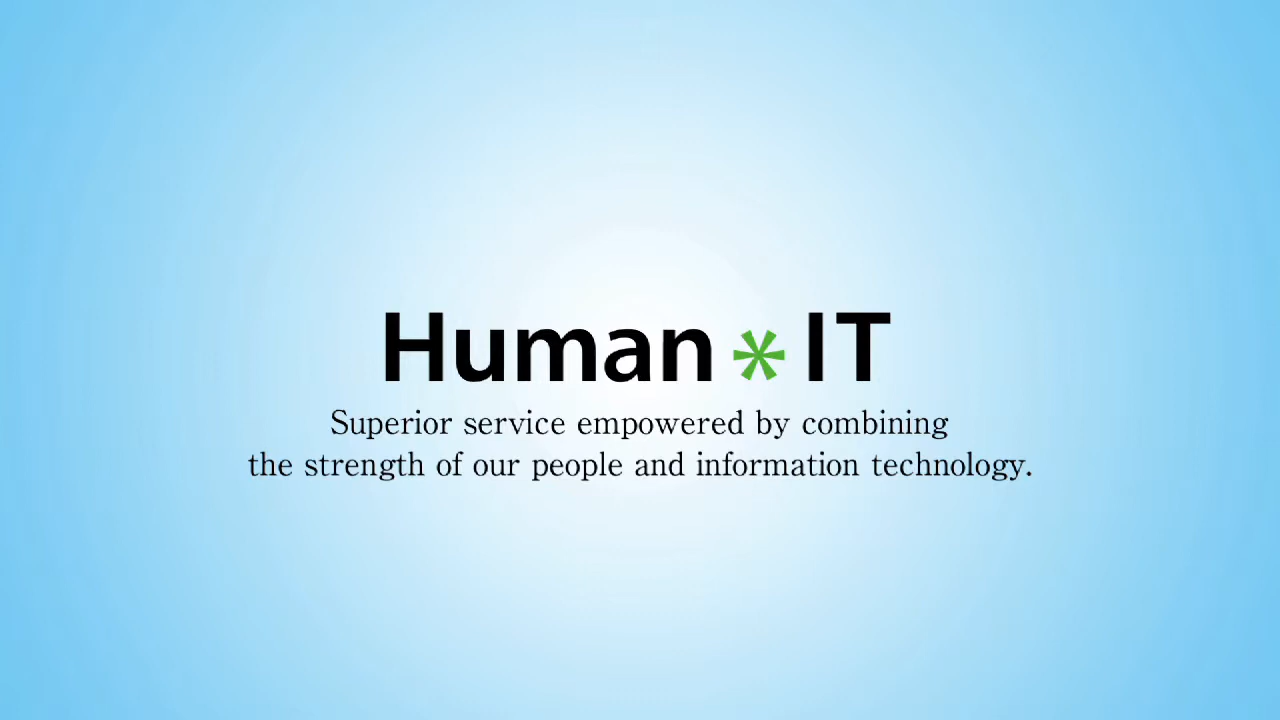 Human*IT
Superior service empowered by combining
the strength of our people and information technology.